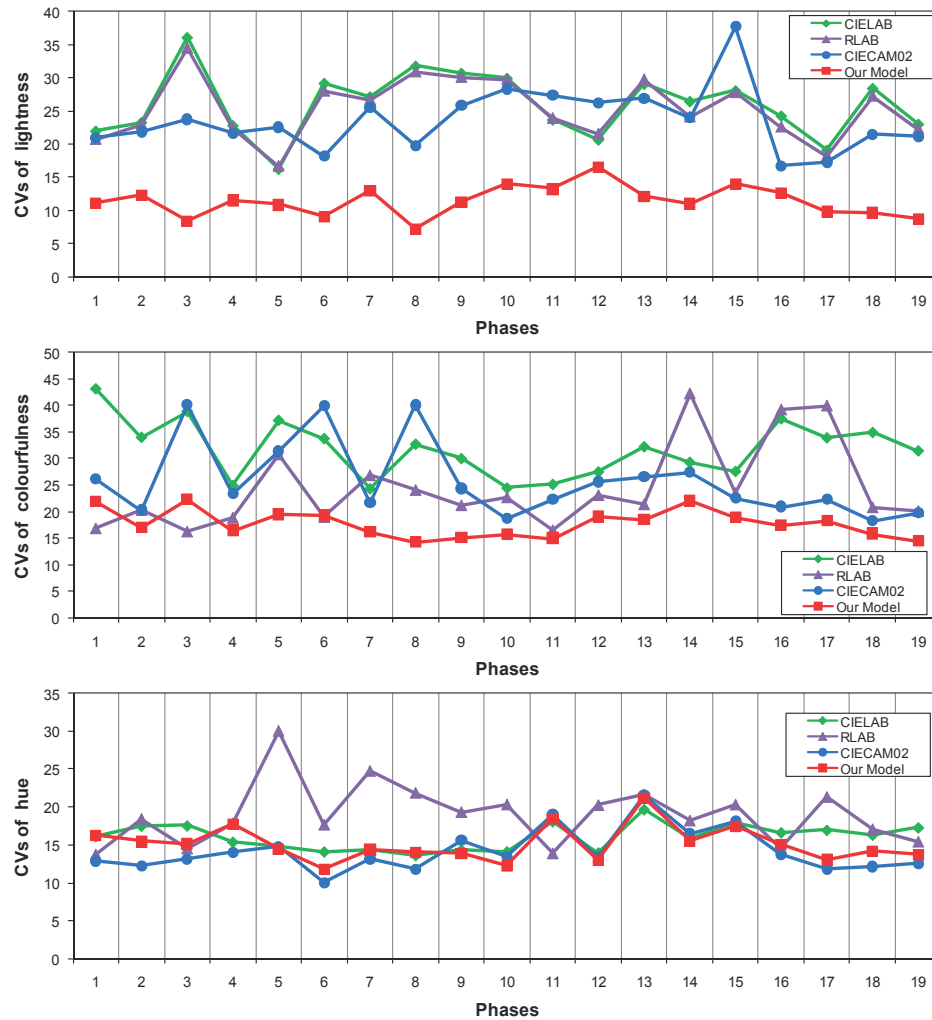 CVs of lightness
40
35
30
25
20
15
10
5
0
CIELAB
RLAB
CIECAM02
Our Model
1 2 3 4 5 6 7 8 9 10 11 12 13 14 15 16 17 18 19
Phases
CVs of colourfulness
50
45
40
35
30
25
20
15
10
5
0
CIELAB
RLAB
CIECAM02
Our Model
1 2 3 4 5 6 7 8 9 10 11 12 13 14 15 16 17 18 19
Phases
CVs of hue
35
30
25
20
15
10
5
0
CIELAB
RLAB
CIECAM02
Our Model
1 2 3 4 5 6 7 8 9 10 11 12 13 14 15 16 17 18 19
Phases